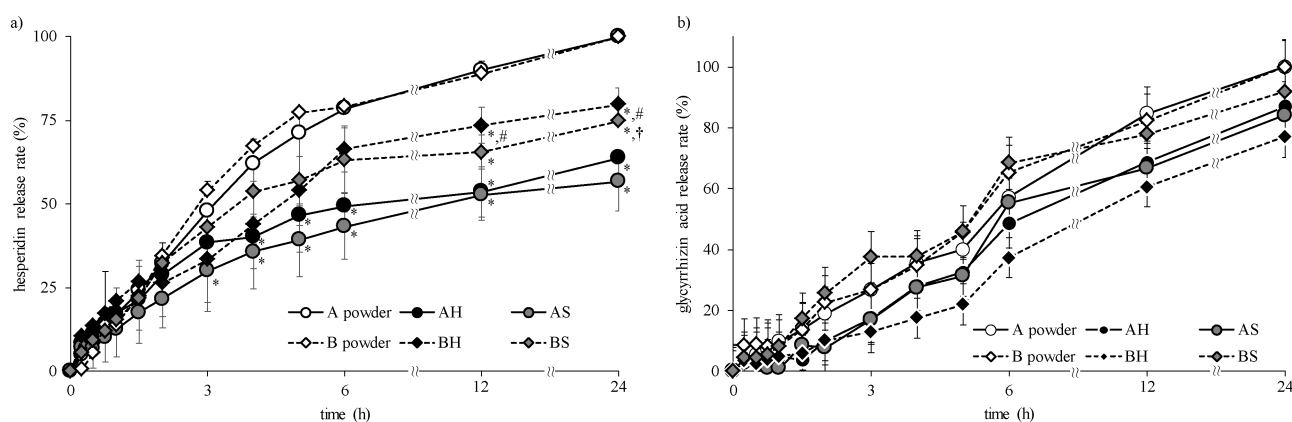 a)
100
75
50
25
0
hesperidin release rate (%)
*,#
*,†
*,#
*
*
*
*
*
*
*
*
*
*
*
*
*
A powder
AH
AS
B powder
BH
BS
0
3
6
12
24
time (h)
b)
100
80
60
40
20
0
glycyrrhizin acid release rate (%)
A powder
AH
AS
B powder
BH
BS
0
3
6
12
24
time (h)